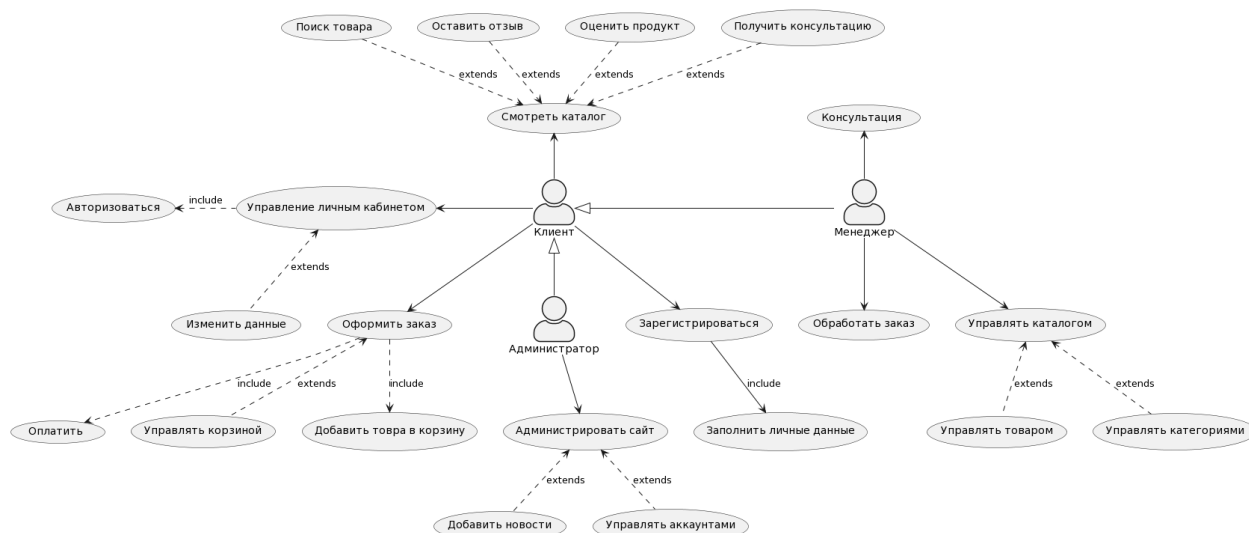 Поиск товара
Оставить отзыв
Оценить продукт
Получить консультацию
extends
extends
extends
extends
Смотреть каталог
Консультация
Авторизоваться
include
Управление личным кабинетом
Клиент
Менеджер
extends
Изменить данные
Оформить заказ
Администратор
Зарегистрироваться
Обработать заказ
Управлять каталогом
include
extends
include
include
extends
extends
Оплатить
Управлять корзиной
Добавить товра в корзину
Администрировать сайт
Заполнить личные данные
Управлять товаром
Управлять категориями
extends
extends
Добавить новости
Управлять аккаунтами